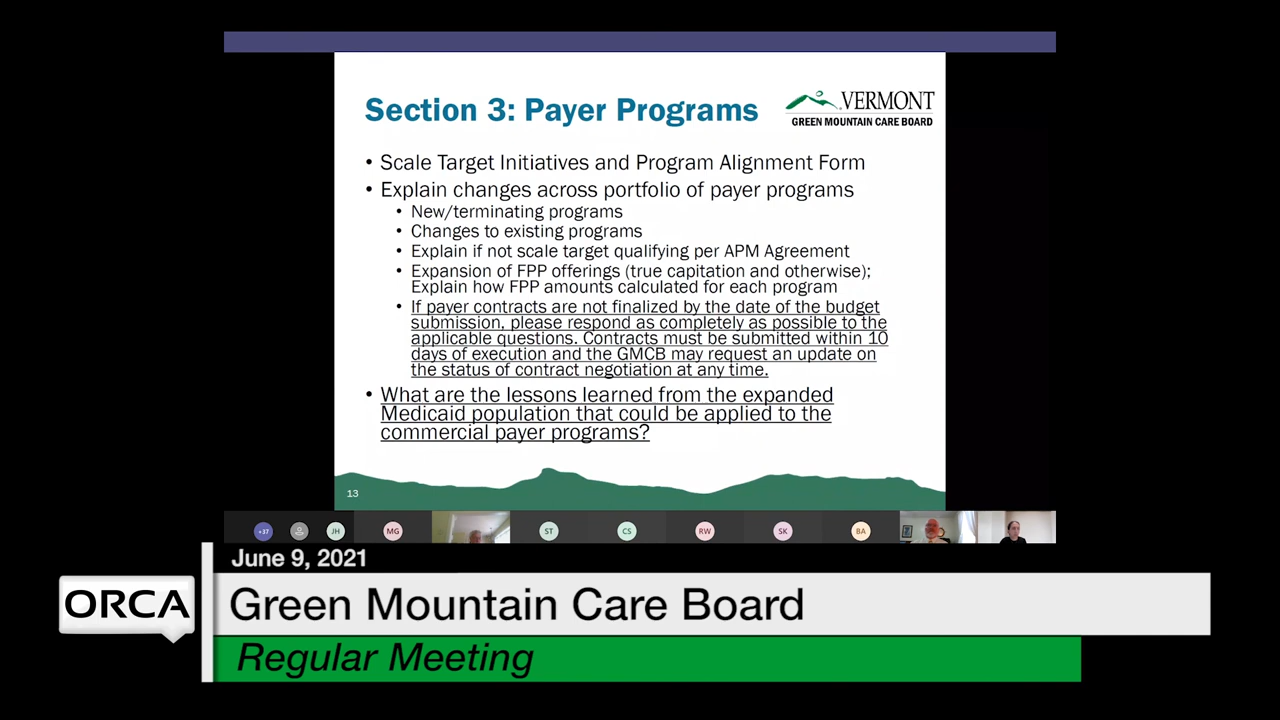 Section 3: Payer Programs
VERMONT
GREEN MOUNTAIN CARE BOARD
• Scale Target Initiatives and Program Alignment Form
• Explain changes across portfolio of payer programs
• New/terminating programs
• Changes to existing programs
• Explain if not scale target qualifying per APM Agreement
• Expansion of FPP offerings (true capitation and otherwise);
Explain how FPP amounts calculated for each program
• If payer contracts are not finalized by the date of the budget
submission, please respond as completely as possible to the
applicable questions. Contracts must be submitted within 10
days of execution and the GMCB may request an update on
the status of contract negotiation at any time.
• What are the lessons learned from the expanded
Medicaid population that could be applied to the
commercial payer programs?
13
+37 JH MG ST CS RW SK BA
June 9, 2021
ORCA
Green Mountain Care Board
Regular Meeting